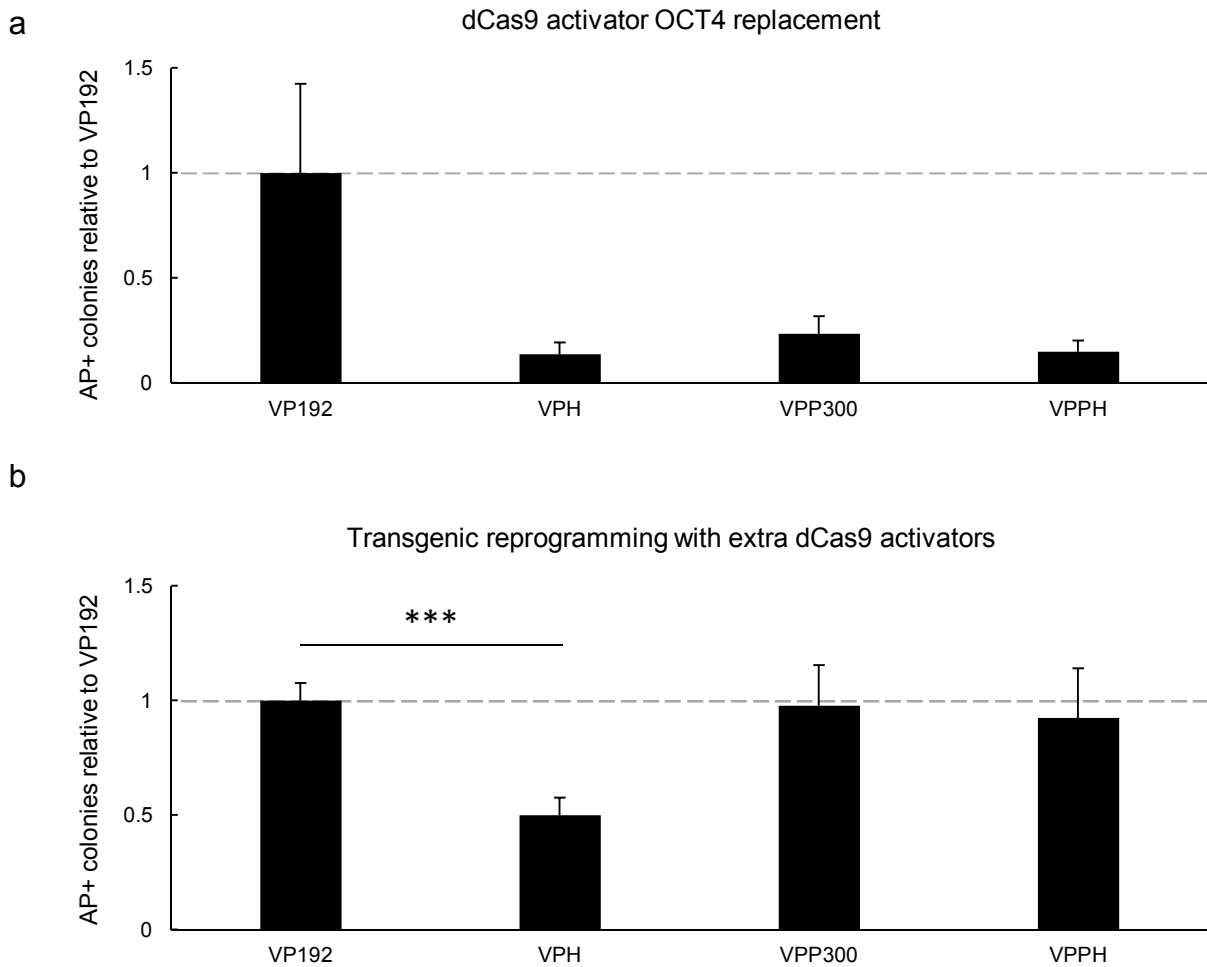 a
dCas9 activator OCT4 replacement
AP+ colonies relative to VP192
1.5
1
0.5
0
VP192 VPH VPP300 VPPH
b
Transgenic reprogramming with extra dCas9 activators
AP+ colonies relative to VP192
1.5
1
0.5
0
***
VP192 VPH VPP300 VPPH